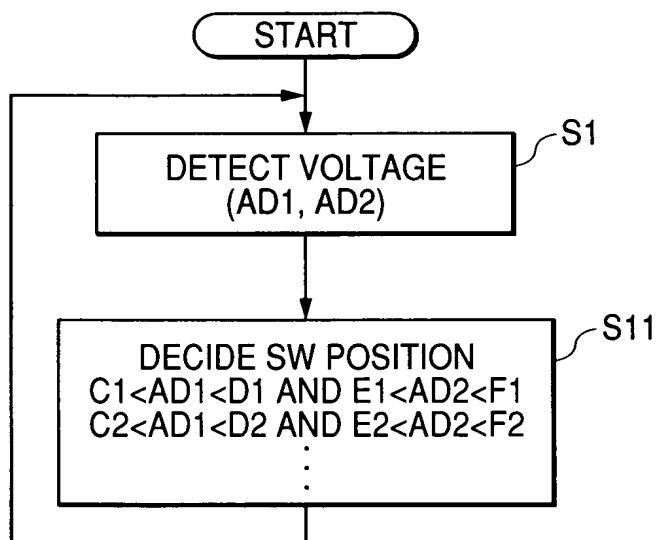 START
S1
DETECT VOLTAGE
(AD1, AD2)
S11
DECIDE SW POSITION
C1<AD1<D1 AND E1<AD2<F1
C2<AD1<D2 AND E2<AD2<F2